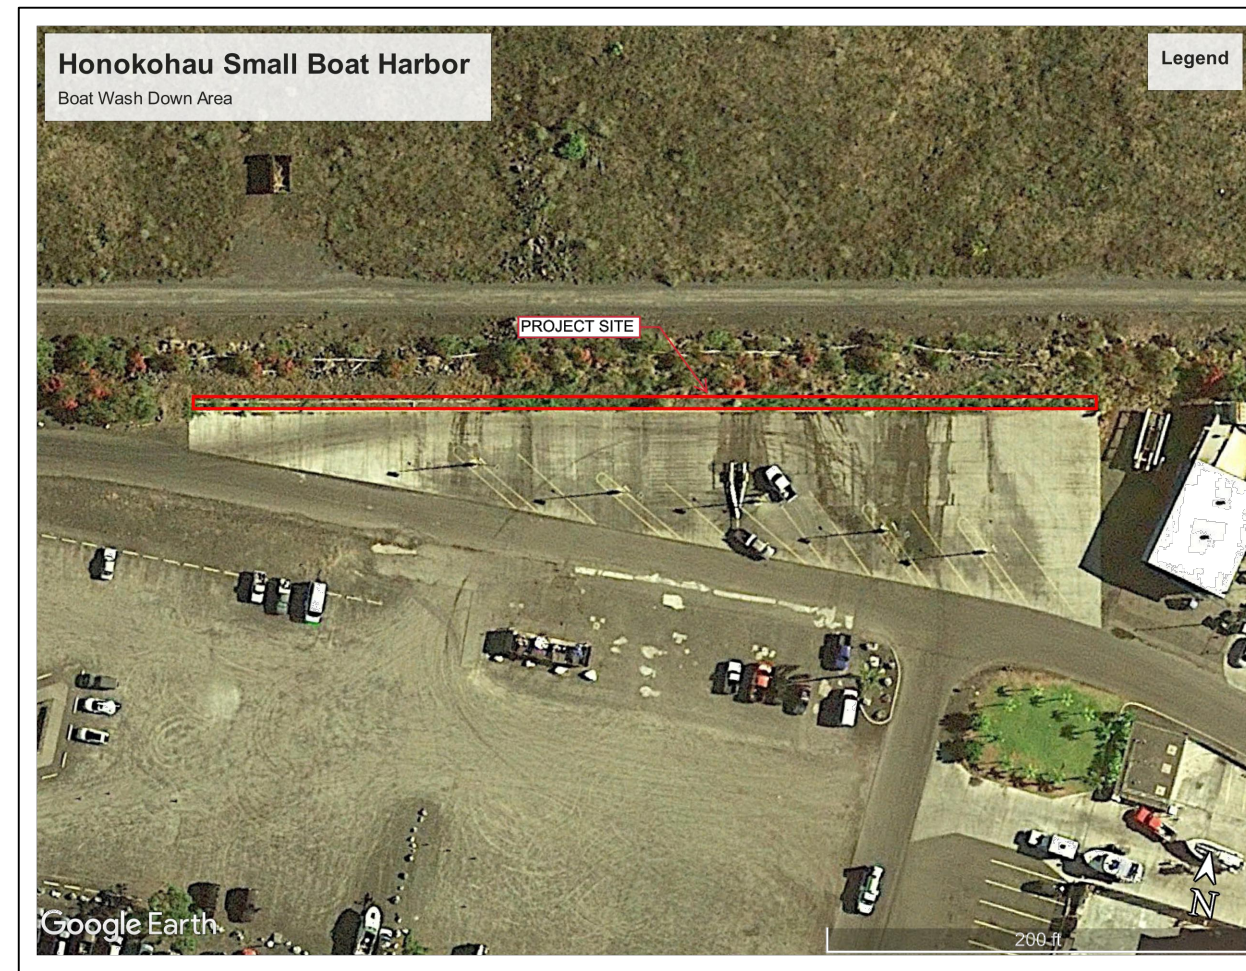 Honokohau Small Boat Harbor
Boat Wash Down Area
Legend
PROJECT SITE
Google Earth
N
200 ft